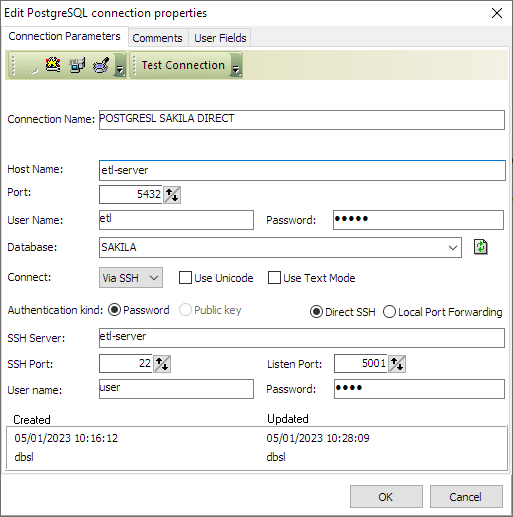 Edit PostgreSQL connection properties
Connection Parameters Comments User Fields
Test Connection
Connection Name: POSTGRESL SAKILA DIRECT
Host Name: etl-server
Port: 5432
User Name: etl Password: •••••
Database: SAKILA
Connect: Via SSH Use Unicode Use Text Mode
Authentication kind: Password Public key Direct SSH Local Port Forwarding
SSH Server: etl-server
SSH Port: 22 Listen Port: 5001
User name: user Password: ••••
Created Updated
05/01/2023 10:16:12 05/01/2023 10:28:09
dbsl dbsl
OK Cancel